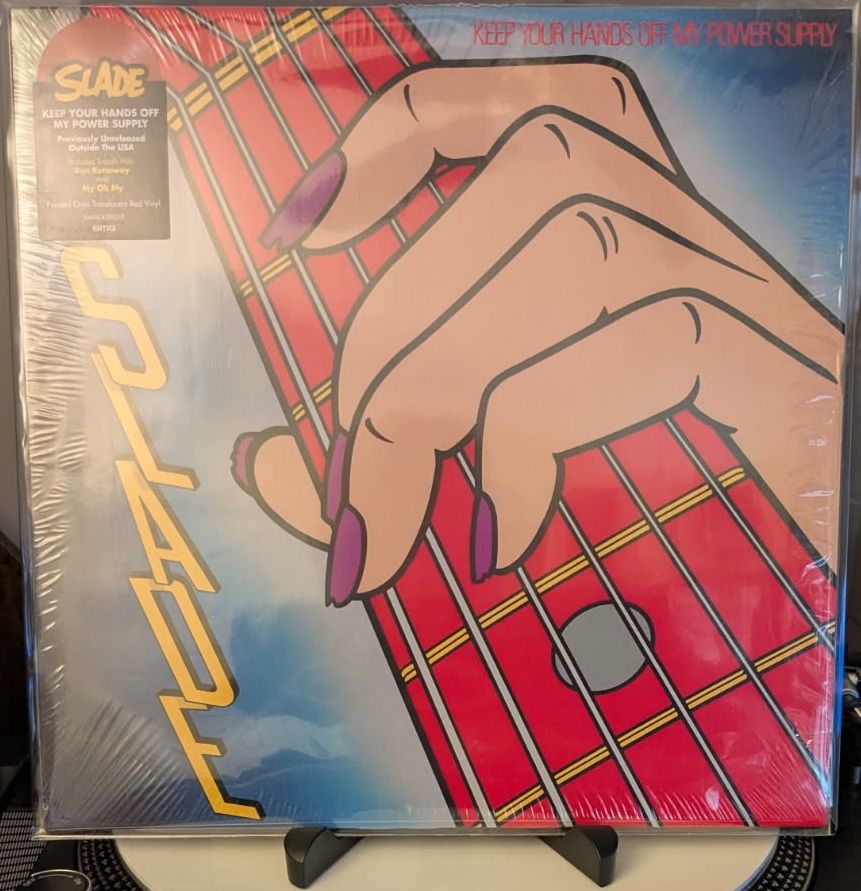 KEEP YOUR HANDS OFF MY POWER SUPPLY
SLADE
KEEP YOUR HANDS OFF
MY POWER SUPPLY
Previously Unreleased
Outside The USA
Includes Smash Hits
Run Runaway
AND
My Oh My
Pressed Onto Translucent Red Vinyl
BMG
SLADE